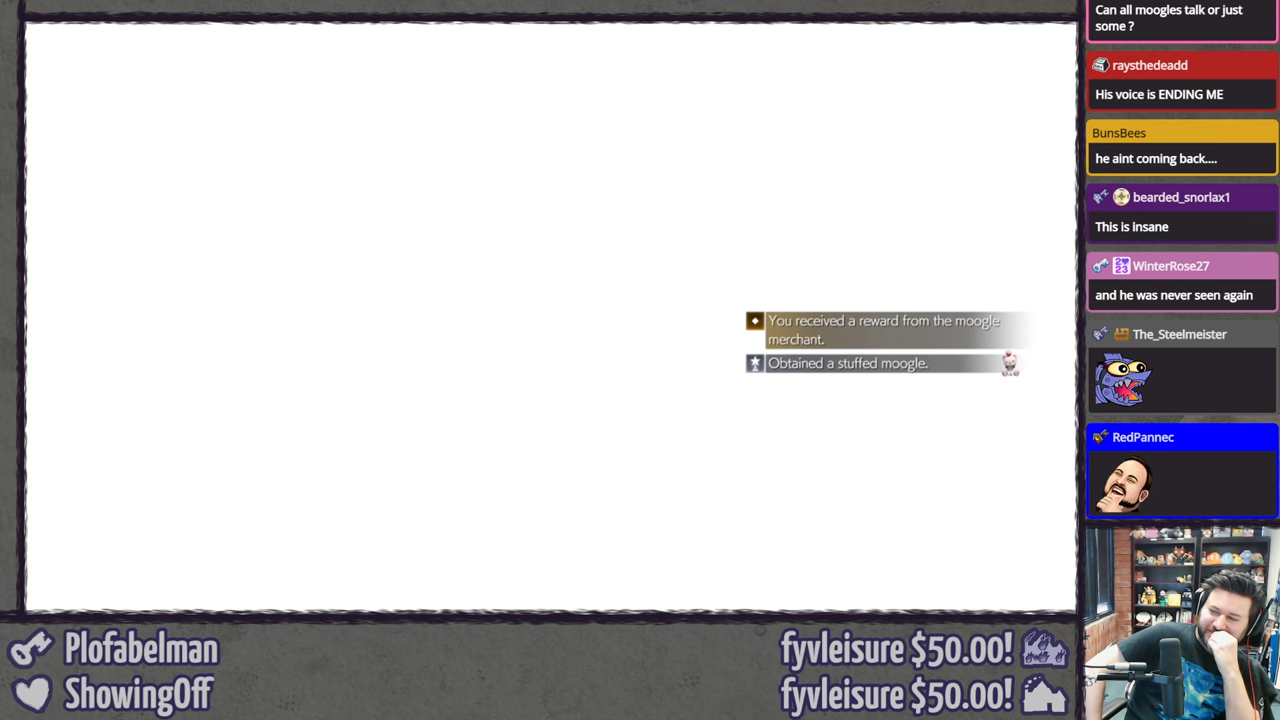 Can all moogles talk or just
some ?
raysthedeadd
His voice is ENDING ME
BunsBees
he aint coming back....
bearded_snorlax1
This is insane
WinterRose27
and he was never seen again
The_Steelmeister
RedPannec
You received a reward from the moogle
merchant.
Obtained a stuffed moogle.
Plofabelman
ShowingOff
fyvleisure $50.00!
fyvleisure $50.00!